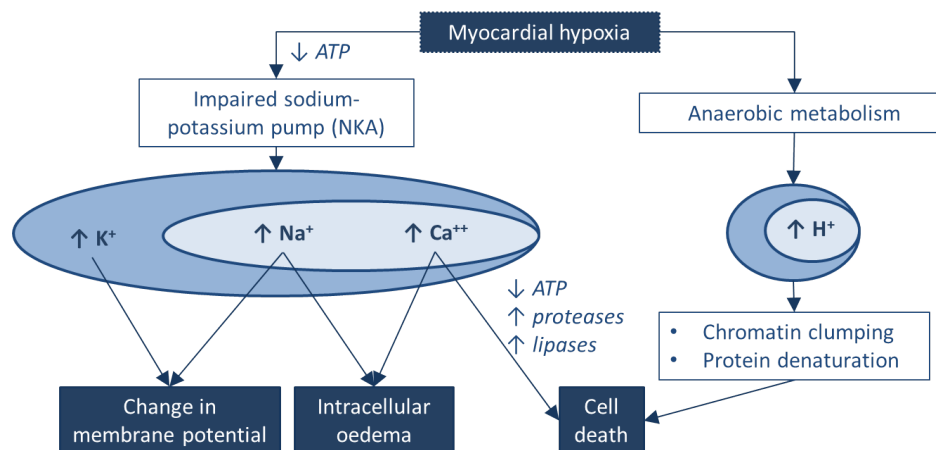 Myocardial hypoxia
↓ ATP
Impaired sodium-
potassium pump (NKA)
Anaerobic metabolism
↑ K⁺
↑ Na⁺
↑ Ca⁺⁺
↑ H⁺
↓ ATP
↑ proteases
↑ lipases
• Chromatin clumping
• Protein denaturation
Change in
membrane potential
Intracellular
oedema
Cell
death